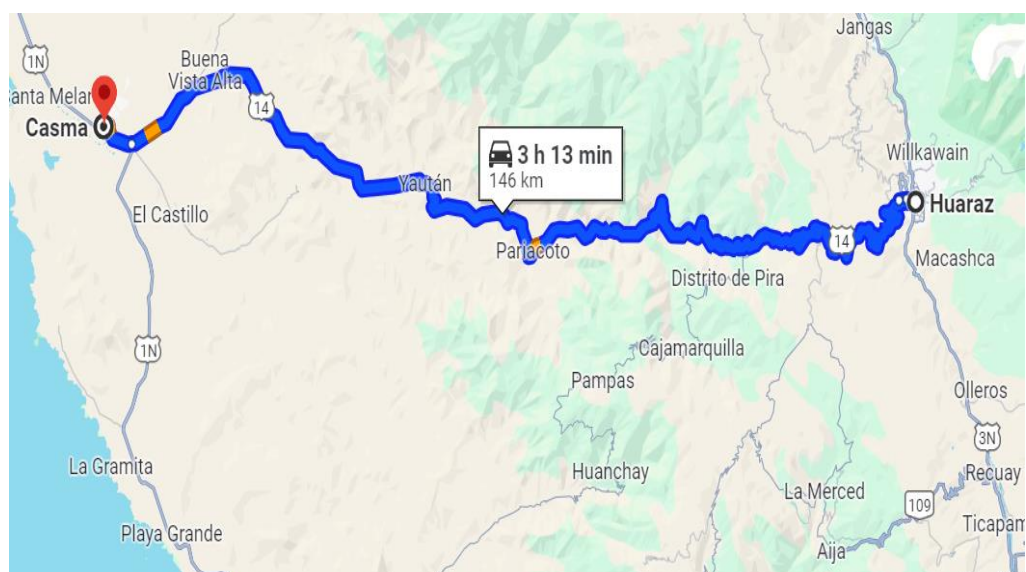 Jangas
1N
Buena
Vista Alta
Santa Melan
14
Casma
3 h 13 min
146 km
Willkawain
Yaután
Huaraz
El Castillo
Pariacoto
14
Macashca
Distrito de Pira
1N
Cajamarquilla
Pampas
Olleros
3N
La Gramita
Huanchay
Recuay
La Merced
109
Playa Grande
Ticapam
Aija